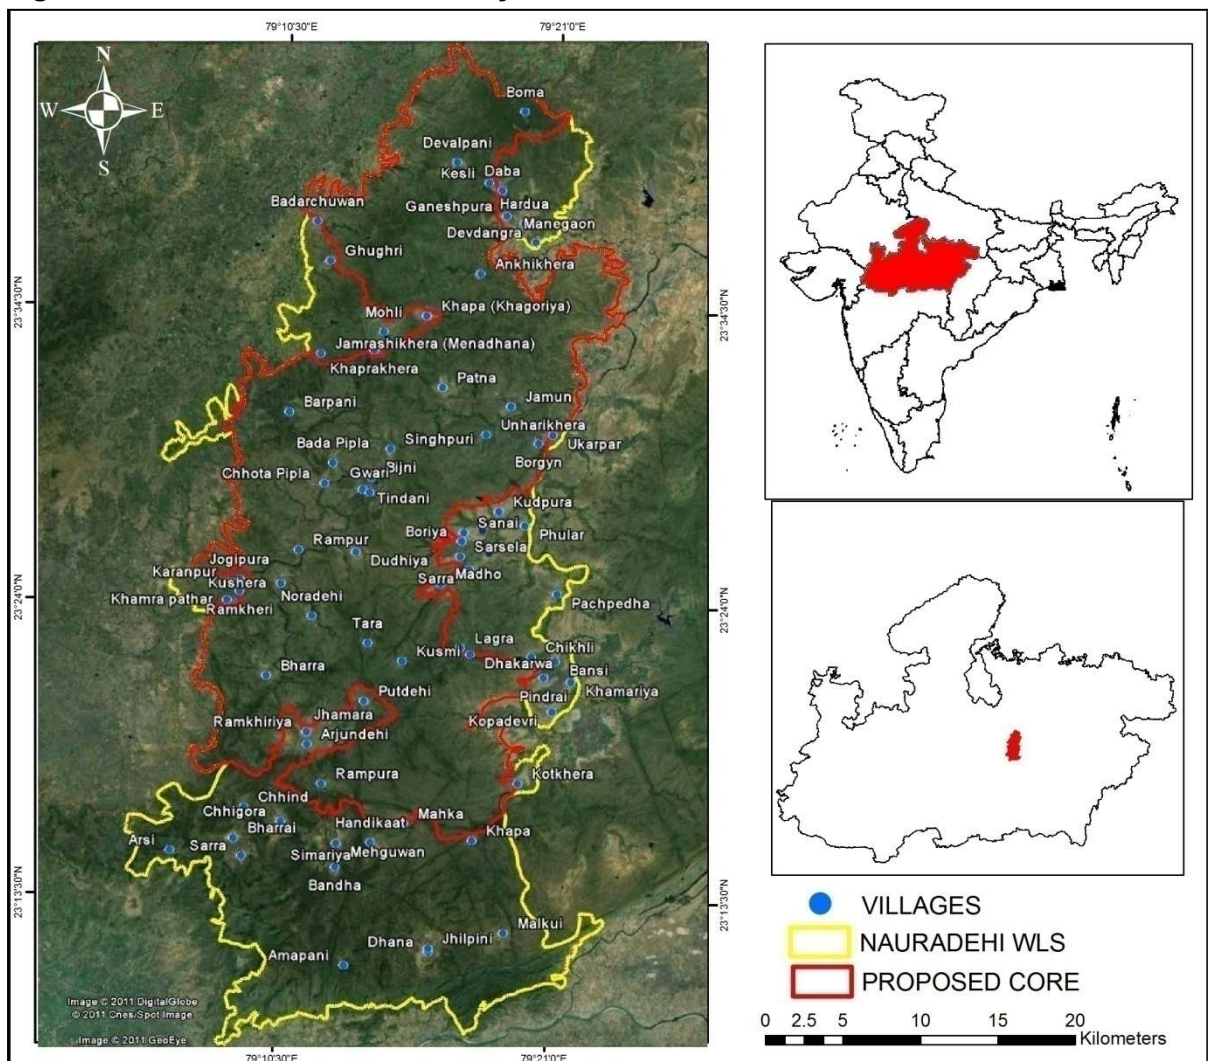 79°10'30"E
79°21'0"E
N
W
E
S
Boma
Devalpani
Kesli
Daba
Badarchuwan
Ganeshpura
Hardua
Manegaon
Devdangra
Ghughri
Ankhikhera
23°34'30"N
23°34'30"N
Mohli
Khapa (Khagoriya)
Jamrashikhera (Menadhana)
Khaprakhera
Patna
Barpani
Jamun
Unharikhera
Bada Pipla
Singhpuri
Ukarpar
Chhota Pipla
Gwari
Bijni
Borgyn
Tindani
Kudpura
Boriya
Sanai
Phular
Rampur
Sarsela
Jogipura
Dudhiya
Karanpur
Kushera
Sarra
Madho
23°24'0"N
23°24'0"N
Khamra pathar
Noradehi
Ramkheri
Pachpedha
Tara
Lagra
Kusmi
Chikhli
Dhakarwa
Bharra
Bansi
Putdehi
Pindrai
Khamariya
Ramkhiriya
Jhamara
Kopadevri
Arjundehi
Rampura
Kotkhera
Chhind
Chhigora
Mahka
Bharrai
Handikaat
Khapa
Arsi
Sarra
Simariya
Mehguwan
Bandha
23°13'30"N
23°13'30"N
Malkui
Dhana
Jhilpini
Amapani
Image © 2011 DigitalGlobe
© 2011 Cnes/Spot Image
Image © 2011 GeoEye
79°10'30"E
79°21'0"E
VILLAGES
NAURADEHI WLS
PROPOSED CORE
0 2.5 5 10 15 20
Kilometers